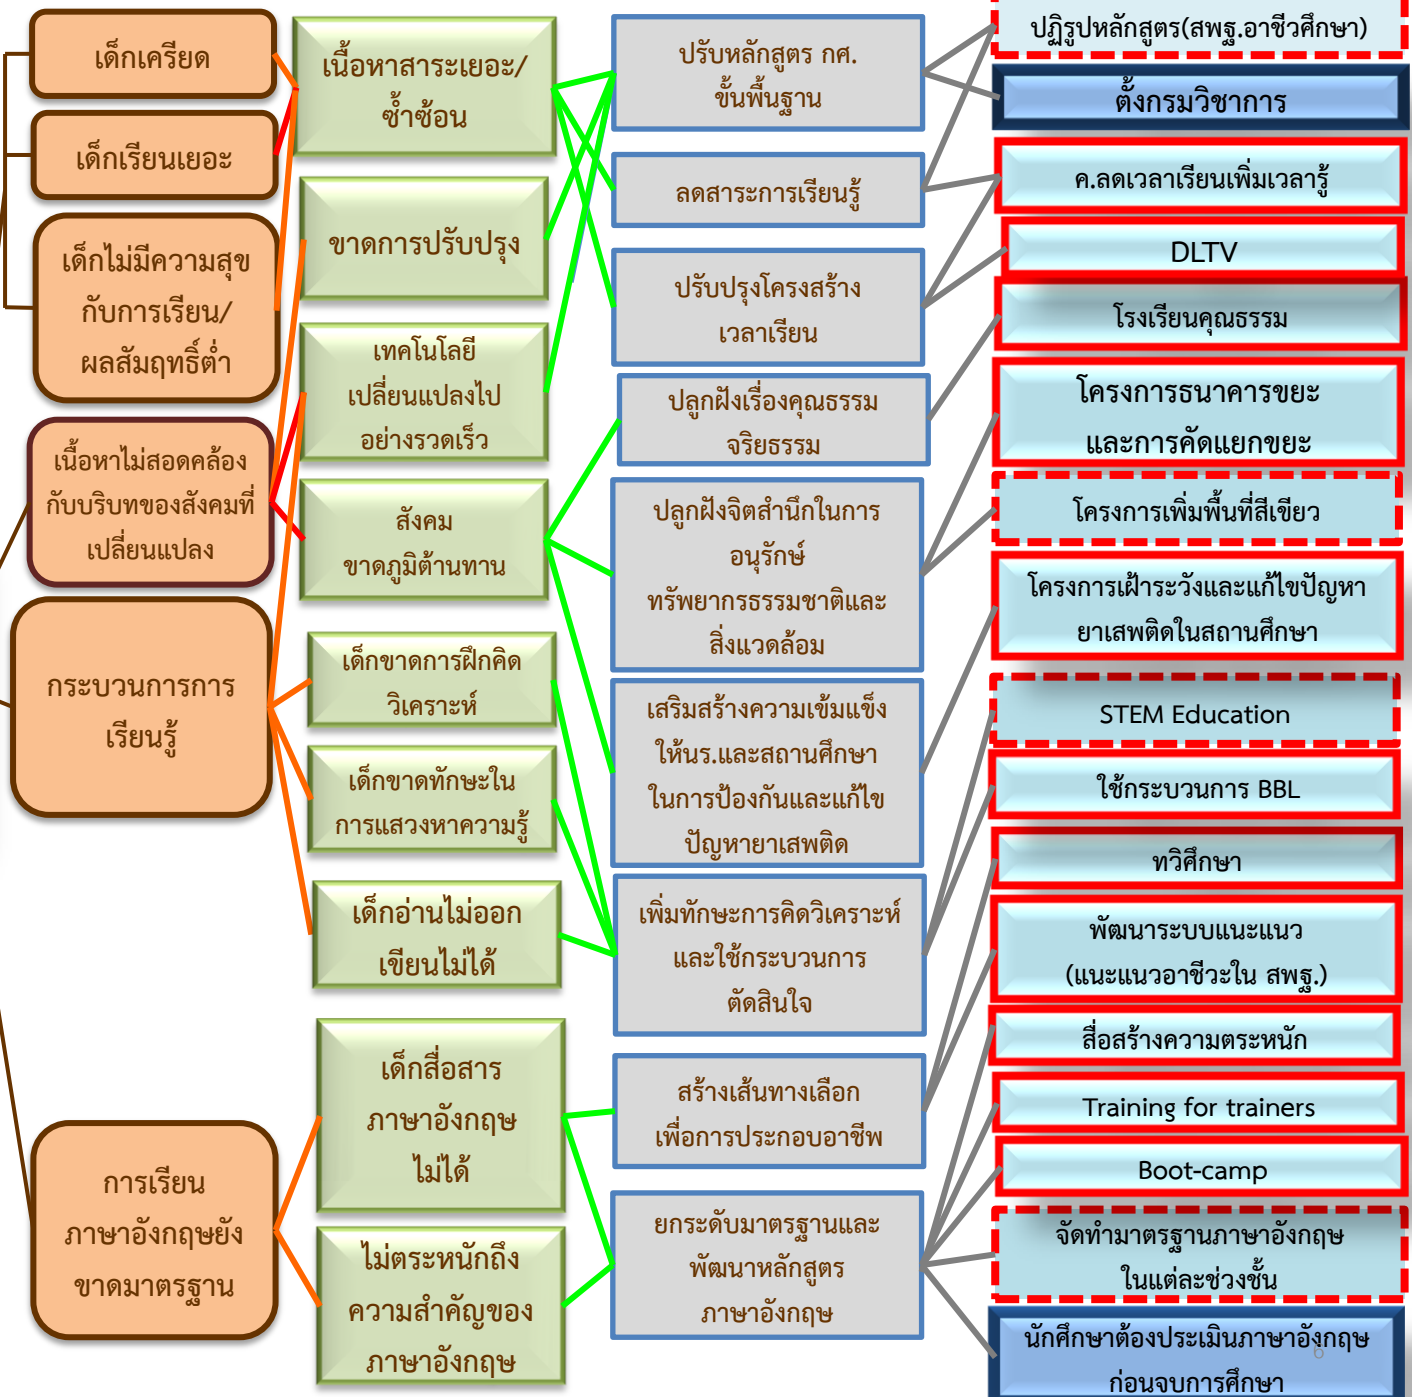 เด็กเครียด
เด็กเรียนเยอะ
เด็กไม่มีความสุข
กับการเรียน/
ผลสัมฤทธิ์ต่ำ
เนื้อหาไม่สอดคล้อง
กับบริบทของสังคมที่
เปลี่ยนแปลง
กระบวนการการ
เรียนรู้
การเรียน
ภาษาอังกฤษยัง
ขาดมาตรฐาน
เนื้อหาสาระเยอะ/
ซ้ำซ้อน
ขาดการปรับปรุง
เทคโนโลยี
เปลี่ยนแปลงไป
อย่างรวดเร็ว
สังคม
ขาดภูมิต้านทาน
เด็กขาดการฝึกคิด
วิเคราะห์
เด็กขาดทักษะใน
การแสวงหาความรู้
เด็กอ่านไม่ออก
เขียนไม่ได้
เด็กสื่อสาร
ภาษาอังกฤษ
ไม่ได้
ไม่ตระหนักถึง
ความสำคัญของ
ภาษาอังกฤษ
ปรับหลักสูตร กศ.
ขั้นพื้นฐาน
ลดสาระการเรียนรู้
ปรับปรุงโครงสร้าง
เวลาเรียน
ปลูกฝังเรื่องคุณธรรม
จริยธรรม
ปลูกฝังจิตสำนึกในการ
อนุรักษ์
ทรัพยากรธรรมชาติและ
สิ่งแวดล้อม
เสริมสร้างความเข้มแข็ง
ให้นร.และสถานศึกษา
ในการป้องกันและแก้ไข
ปัญหายาเสพติด
เพิ่มทักษะการคิดวิเคราะห์
และใช้กระบวนการ
ตัดสินใจ
สร้างเส้นทางเลือก
เพื่อการประกอบอาชีพ
ยกระดับมาตรฐานและ
พัฒนาหลักสูตร
ภาษาอังกฤษ
ปฏิรูปหลักสูตร(สพฐ.อาชีวศึกษา)
ตั้งกรมวิชาการ
ค.ลดเวลาเรียนเพิ่มเวลารู้
DLTV
โรงเรียนคุณธรรม
โครงการธนาคารขยะ
และการคัดแยกขยะ
โครงการเพิ่มพื้นที่สีเขียว
โครงการเฝ้าระวังและแก้ไขปัญหา
ยาเสพติดในสถานศึกษา
STEM Education
ใช้กระบวนการ BBL
ทวิศึกษา
พัฒนาระบบแนะแนว
(แนะแนวอาชีวะใน สพฐ.)
สื่อสร้างความตระหนัก
Training for trainers
Boot-camp
จัดทำมาตรฐานภาษาอังกฤษ
ในแต่ละช่วงชั้น
นักศึกษาต้องประเมินภาษาอังกฤษ
ก่อนจบการศึกษา
6